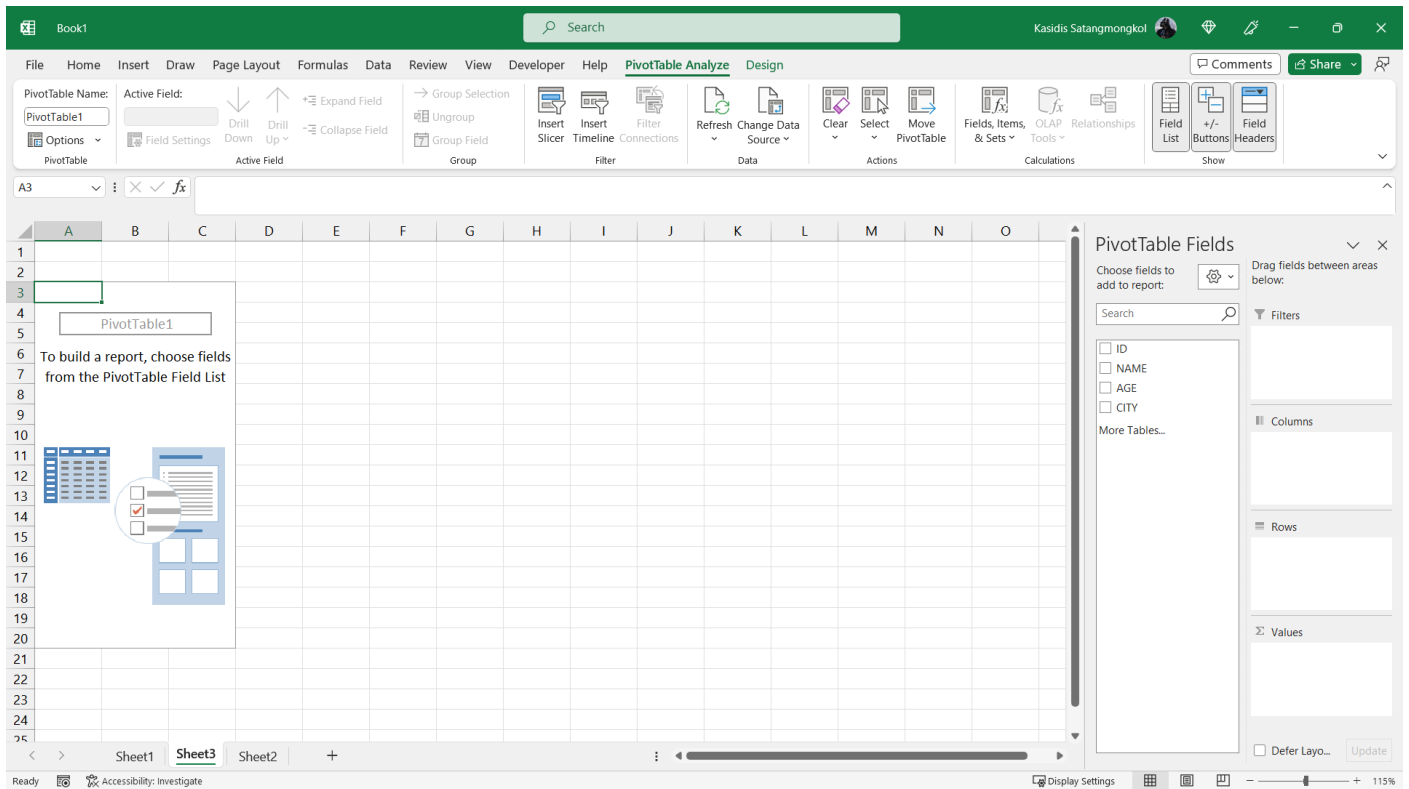 Book1
Search
Kasidis Satangmongkol
File Home Insert Draw Page Layout Formulas Data Review View Developer Help PivotTable Analyze Design
Comments Share
PivotTable Name:
PivotTable1
Options
PivotTable
Active Field:
Field Settings
Drill Down
Drill Up
Expand Field
Collapse Field
Active Field
Group Selection
Ungroup
Group Field
Group
Insert Slicer
Insert Timeline
Filter Connections
Filter
Refresh
Change Data Source
Data
Clear
Select
Move PivotTable
Actions
Fields, Items, & Sets
OLAP Tools
Relationships
Calculations
Field List
+/- Buttons
Field Headers
Show
A3
fx
A B C D E F G H I J K L M N O
1
2
3
4
5
6
7
8
9
10
11
12
13
14
15
16
17
18
19
20
21
22
23
24
25
PivotTable1
To build a report, choose fields
from the PivotTable Field List
PivotTable Fields
Choose fields to
add to report:
Search
ID
NAME
AGE
CITY
More Tables...
Drag fields between areas
below:
Filters
Columns
Rows
Σ Values
Defer Layo... Update
Sheet1 Sheet3 Sheet2 +
Ready Accessibility: Investigate
Display Settings
115%